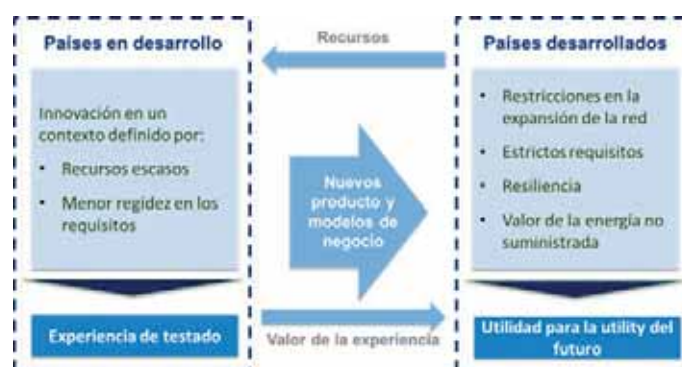 Países en desarrollo
Innovación en un
contexto definido por:
• Recursos escasos
• Menor regidez en los
requisitos
Experiencia de testado
Recursos
Nuevos
producto y
modelos de
negocio
Valor de la experiencia
Países desarrollados
• Restricciones en la
expansión de la red
• Estrictos requisitos
• Resiliencia
• Valor de la energía no
suministrada
Utilidad para la utility del
futuro